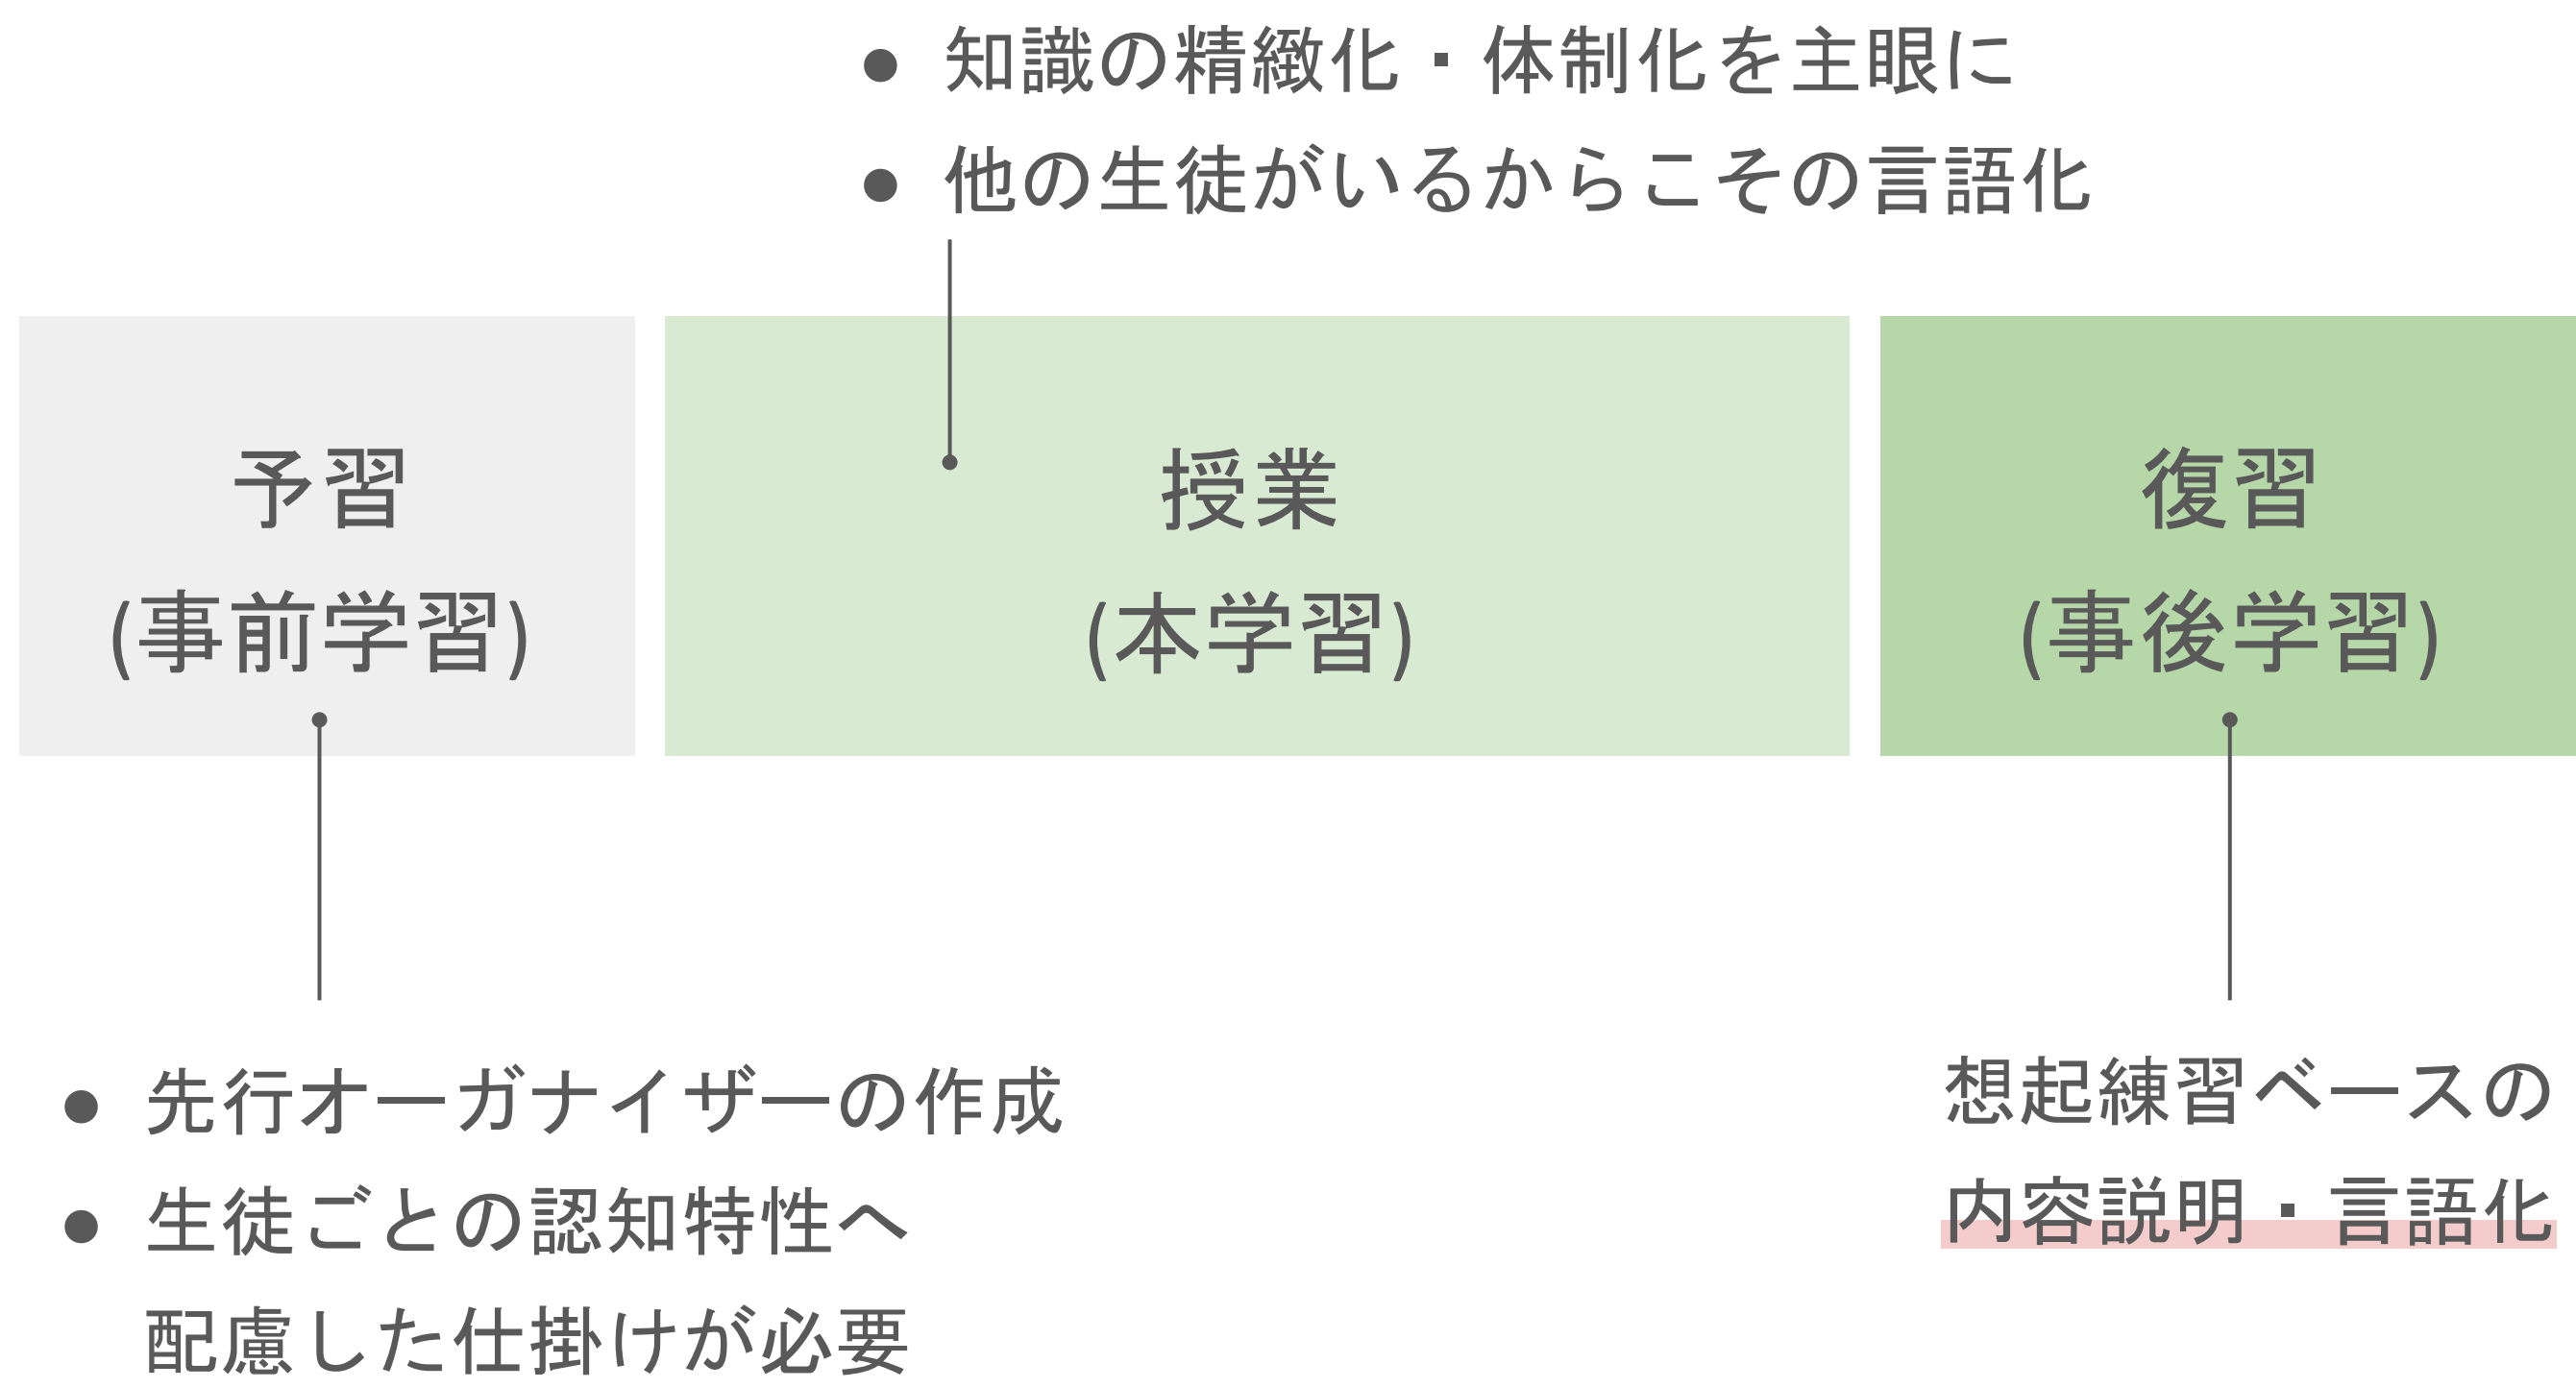 ● 知識の精緻化・体制化を主眼に
● 他の生徒がいるからこその言語化
予習
(事前学習)
授業
(本学習)
復習
(事後学習)
● 先行オーガナイザーの作成
● 生徒ごとの認知特性へ
配慮した仕掛けが必要
想起練習ベースの
内容説明・言語化